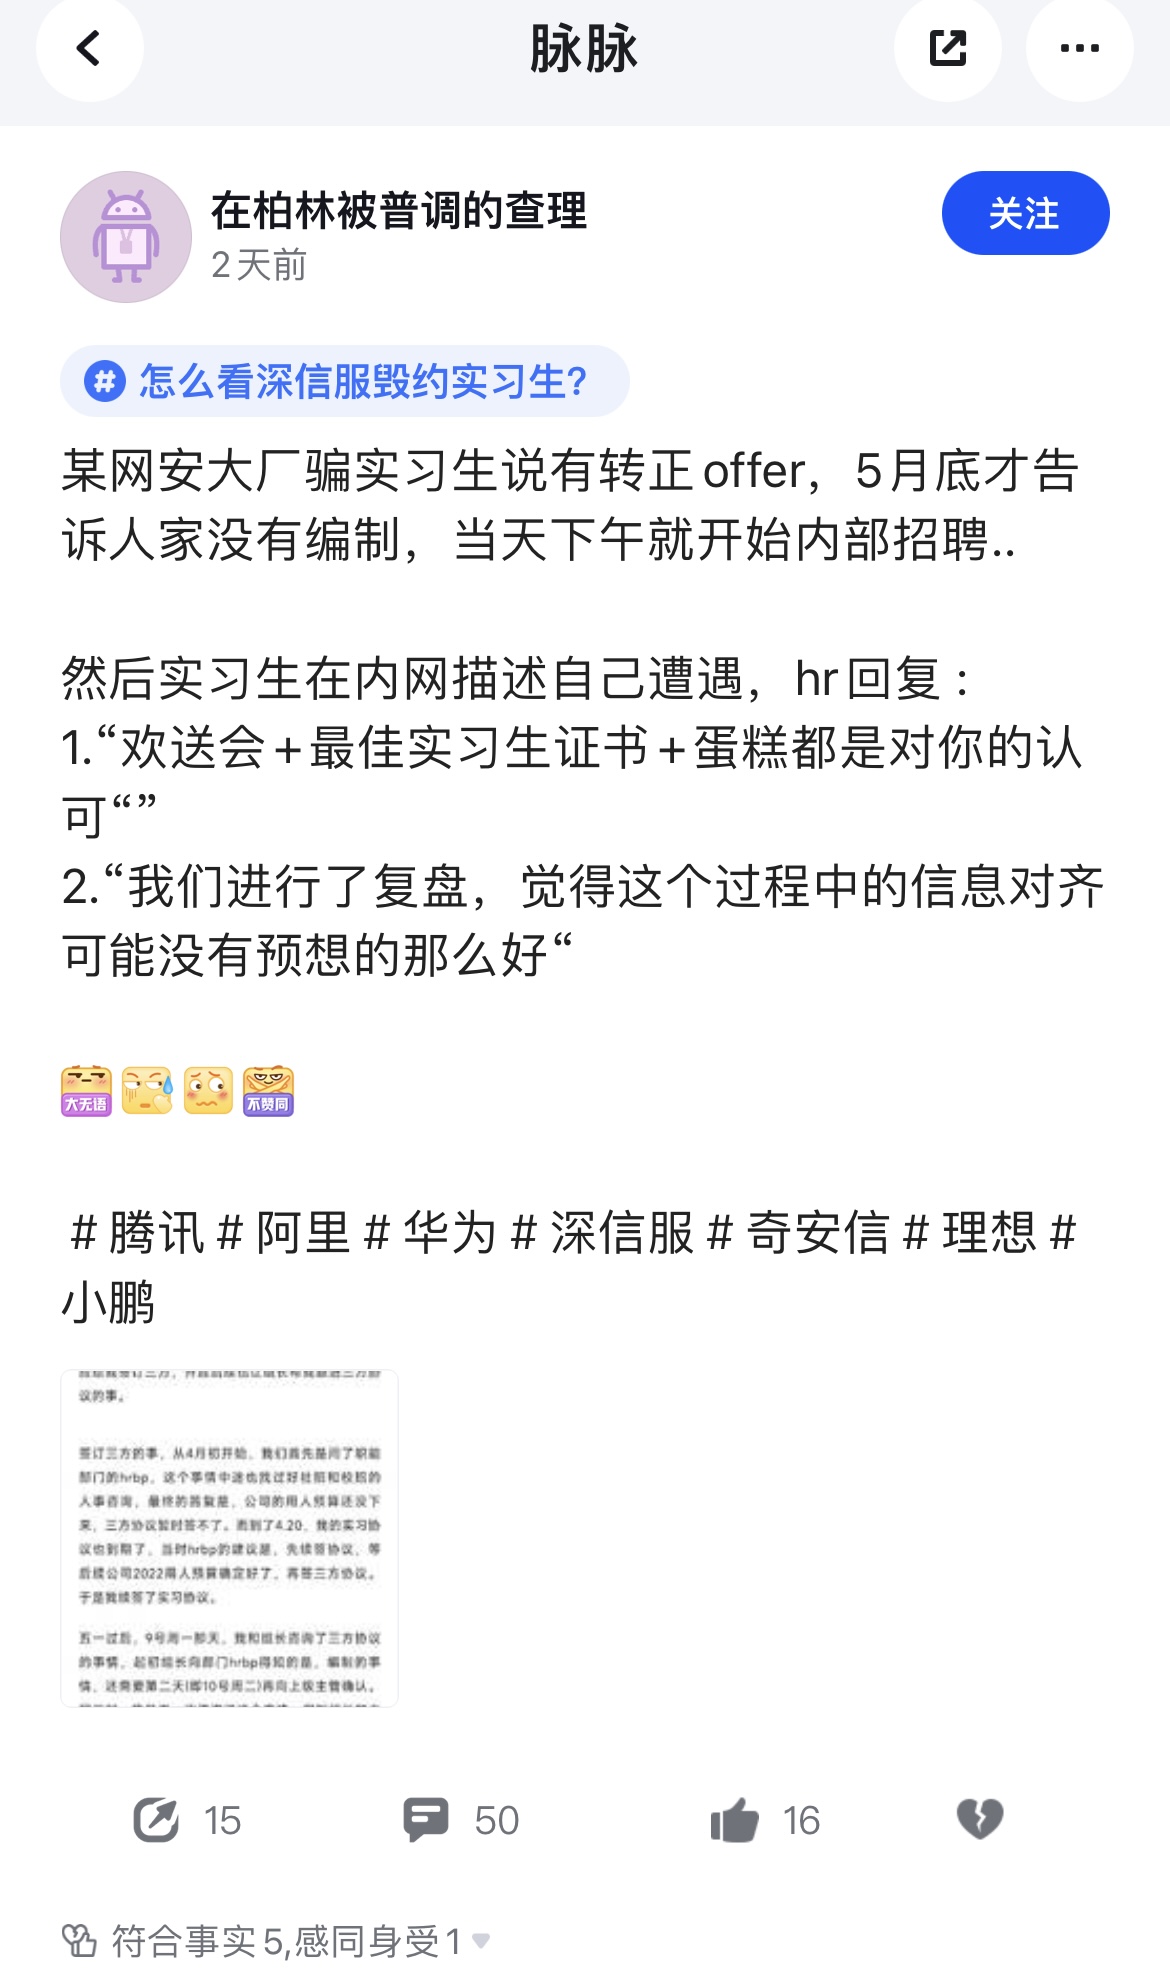 脉脉
在柏林被普调的查理
2天前
关注
# 怎么看深信服毁约实习生?
某网安大厂骗实习生说有转正offer，5月底才告
诉人家没有编制，当天下午就开始内部招聘..
然后实习生在内网描述自己遭遇，hr回复：
1.“欢送会+最佳实习生证书+蛋糕都是对你的认
可“”
2.“我们进行了复盘，觉得这个过程中的信息对齐
可能没有预想的那么好“
大无语 不赞同
#腾讯#阿里#华为#深信服#奇安信#理想#
小鹏
议的事。
签订三方的事，从4月初开始，我们首先是问了职能
部门的hrbp，这个事情中途也找过好社招和校招的
人事咨询，最终的答复是，公司的用人预算还没下
来，三方协议暂时签不了。而到了4.20，我的实习协
议也到期了，当时hrbp的建议是，先续签协议，等
后续公司2022用人预算确定好了，再签三方协议。
于是我续签了实习协议。
五一过后，9号周一那天，我和组长咨询了三方协议
的事情，起初组长向部门hrbp得知的是，编制的事
情，还需要第二天(即10号周二)再向上级主管确认。
15
50
16
符合事实5,感同身受1